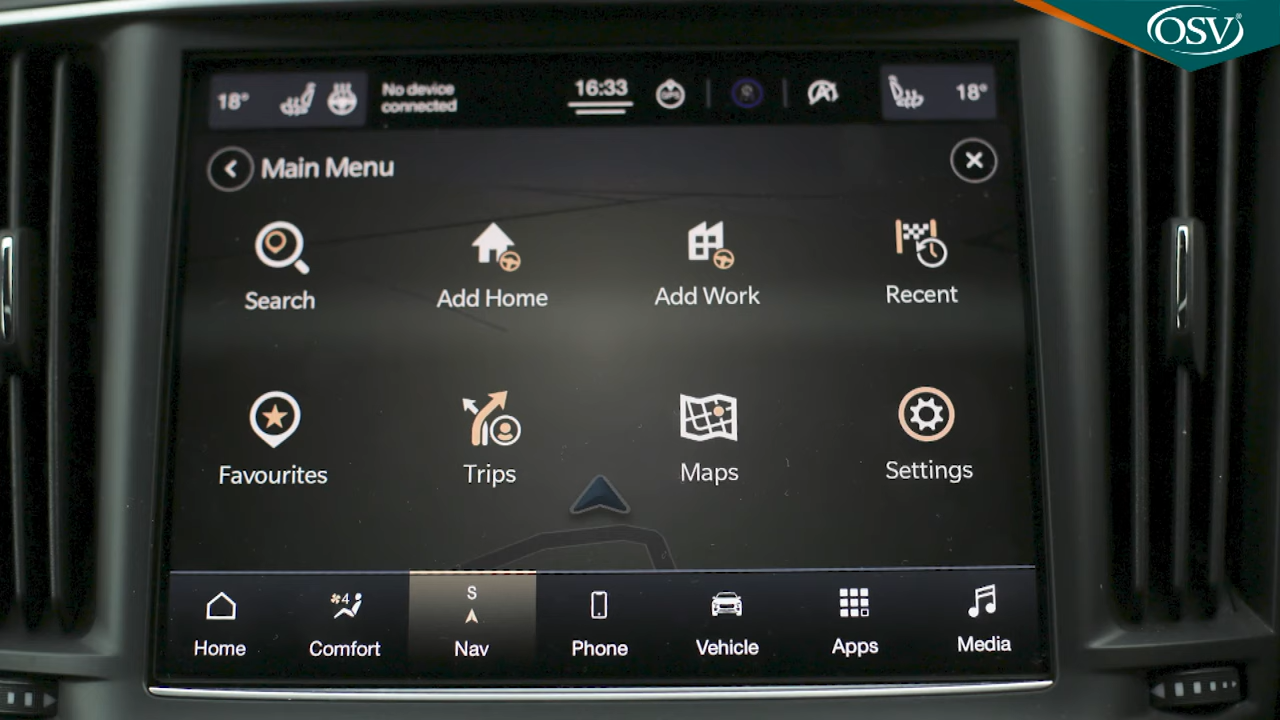 OSV
18°
No device
connected
16:33
18°
Main Menu
Search
Add Home
Add Work
Recent
Favourites
Trips
Maps
Settings
4
S
Home
Comfort
Nav
Phone
Vehicle
Apps
Media